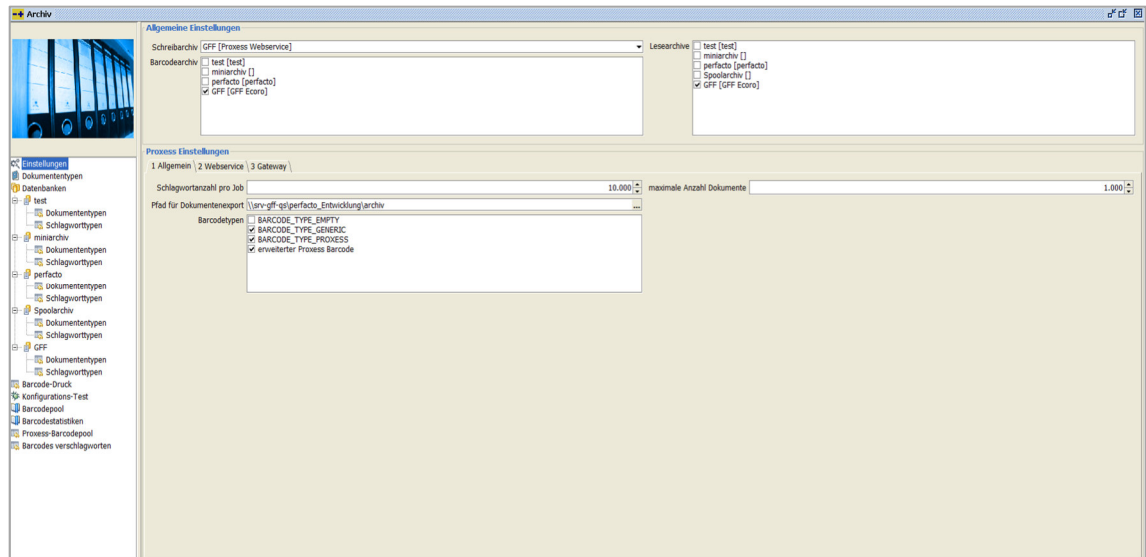 Archiv
Allgemeine Einstellungen
Schreibarchiv GFF [Proxess Webservice]
Barcodearchiv test [test]
miniarchiv []
perfacto [perfacto]
GFF [GFF Ecoro]
Lesearchive test [test]
miniarchiv []
perfacto [perfacto]
Spoolarchiv []
GFF [GFF Ecoro]
Einstellungen
Dokumententypen
Datenbanken
test
Dokumententypen
Schlagworttypen
miniarchiv
Dokumententypen
Schlagworttypen
perfacto
Dokumententypen
Schlagworttypen
Spoolarchiv
Dokumententypen
Schlagworttypen
GFF
Dokumententypen
Schlagworttypen
Barcode-Druck
Konfigurations-Test
Barcodepool
Barcodestatistiken
Proxess-Barcodepool
Barcodes verschlagworten
Proxess Einstellungen
1 Allgemein 2 Webservice 3 Gateway
Schlagwortanzahl pro Job 10.000 maximale Anzahl Dokumente 1.000
Pfad für Dokumentenexport \\srv-gff-qs\perfacto_Entwicklung\archiv ...
Barcodetypen BARCODE_TYPE_EMPTY
BARCODE_TYPE_GENERIC
BARCODE_TYPE_PROXESS
erweiterter Proxess Barcode